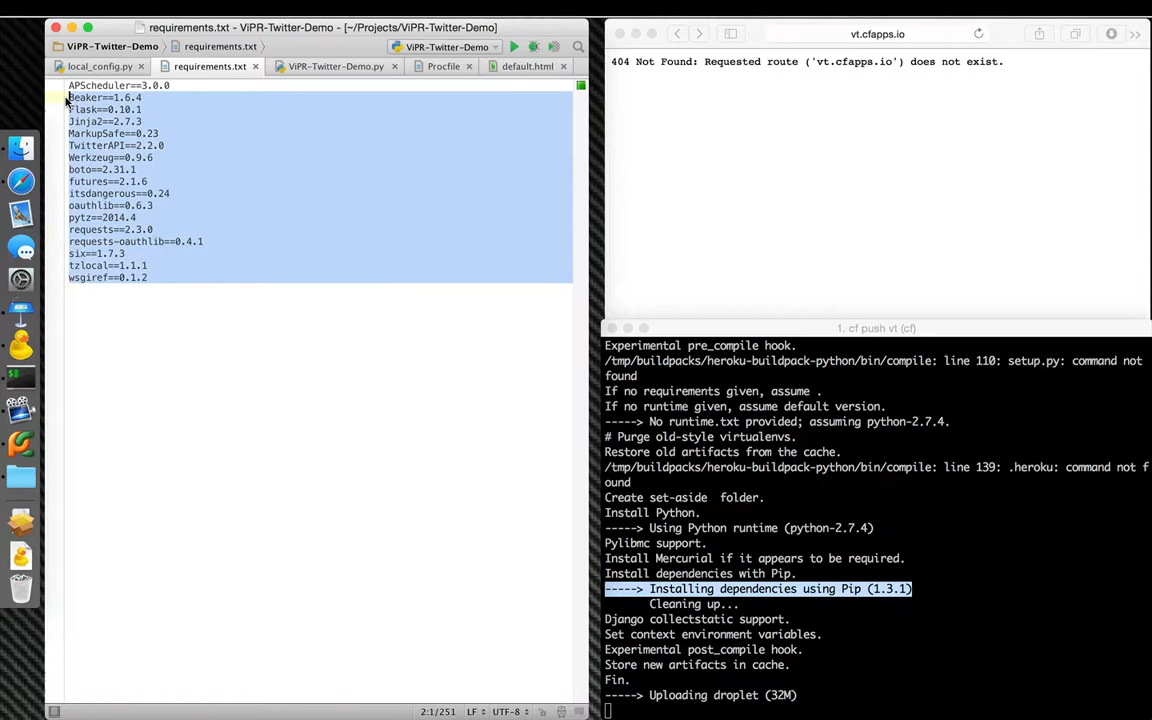 requirements.txt - ViPR-Twitter-Demo - [~/Projects/ViPR-Twitter-Demo]
ViPR-Twitter-Demo
requirements.txt
ViPR-Twitter-Demo
local_config.py
requirements.txt
ViPR-Twitter-Demo.py
Procfile
default.html
APScheduler==3.0.0
Beaker==1.6.4
Flask==0.10.1
Jinja2==2.7.3
MarkupSafe==0.23
TwitterAPI==2.2.0
Werkzeug==0.9.6
boto==2.31.1
futures==2.1.6
itsdangerous==0.24
oauthlib==0.6.3
pytz==2014.4
requests==2.3.0
requests-oauthlib==0.4.1
six==1.7.3
tzlocal==1.1.1
wsgiref==0.1.2
2:1/251
LF
UTF-8
vt.cfapps.io
404 Not Found: Requested route ('vt.cfapps.io') does not exist.
1. cf push vt (cf)
Experimental pre_compile hook.
/tmp/buildpacks/heroku-buildpack-python/bin/compile: line 110: setup.py: command not
found
If no requirements given, assume .
If no runtime given, assume default version.
-----> No runtime.txt provided; assuming python-2.7.4.
# Purge old-style virtualenvs.
Restore old artifacts from the cache.
/tmp/buildpacks/heroku-buildpack-python/bin/compile: line 139: .heroku: command not f
ound
Create set-aside  folder.
Install Python.
-----> Using Python runtime (python-2.7.4)
Pylibmc support.
Install Mercurial if it appears to be required.
Install dependencies with Pip.
-----> Installing dependencies using Pip (1.3.1)
Cleaning up...
Django collectstatic support.
Set context environment variables.
Experimental post_compile hook.
Store new artifacts in cache.
Fin.
-----> Uploading droplet (32M)